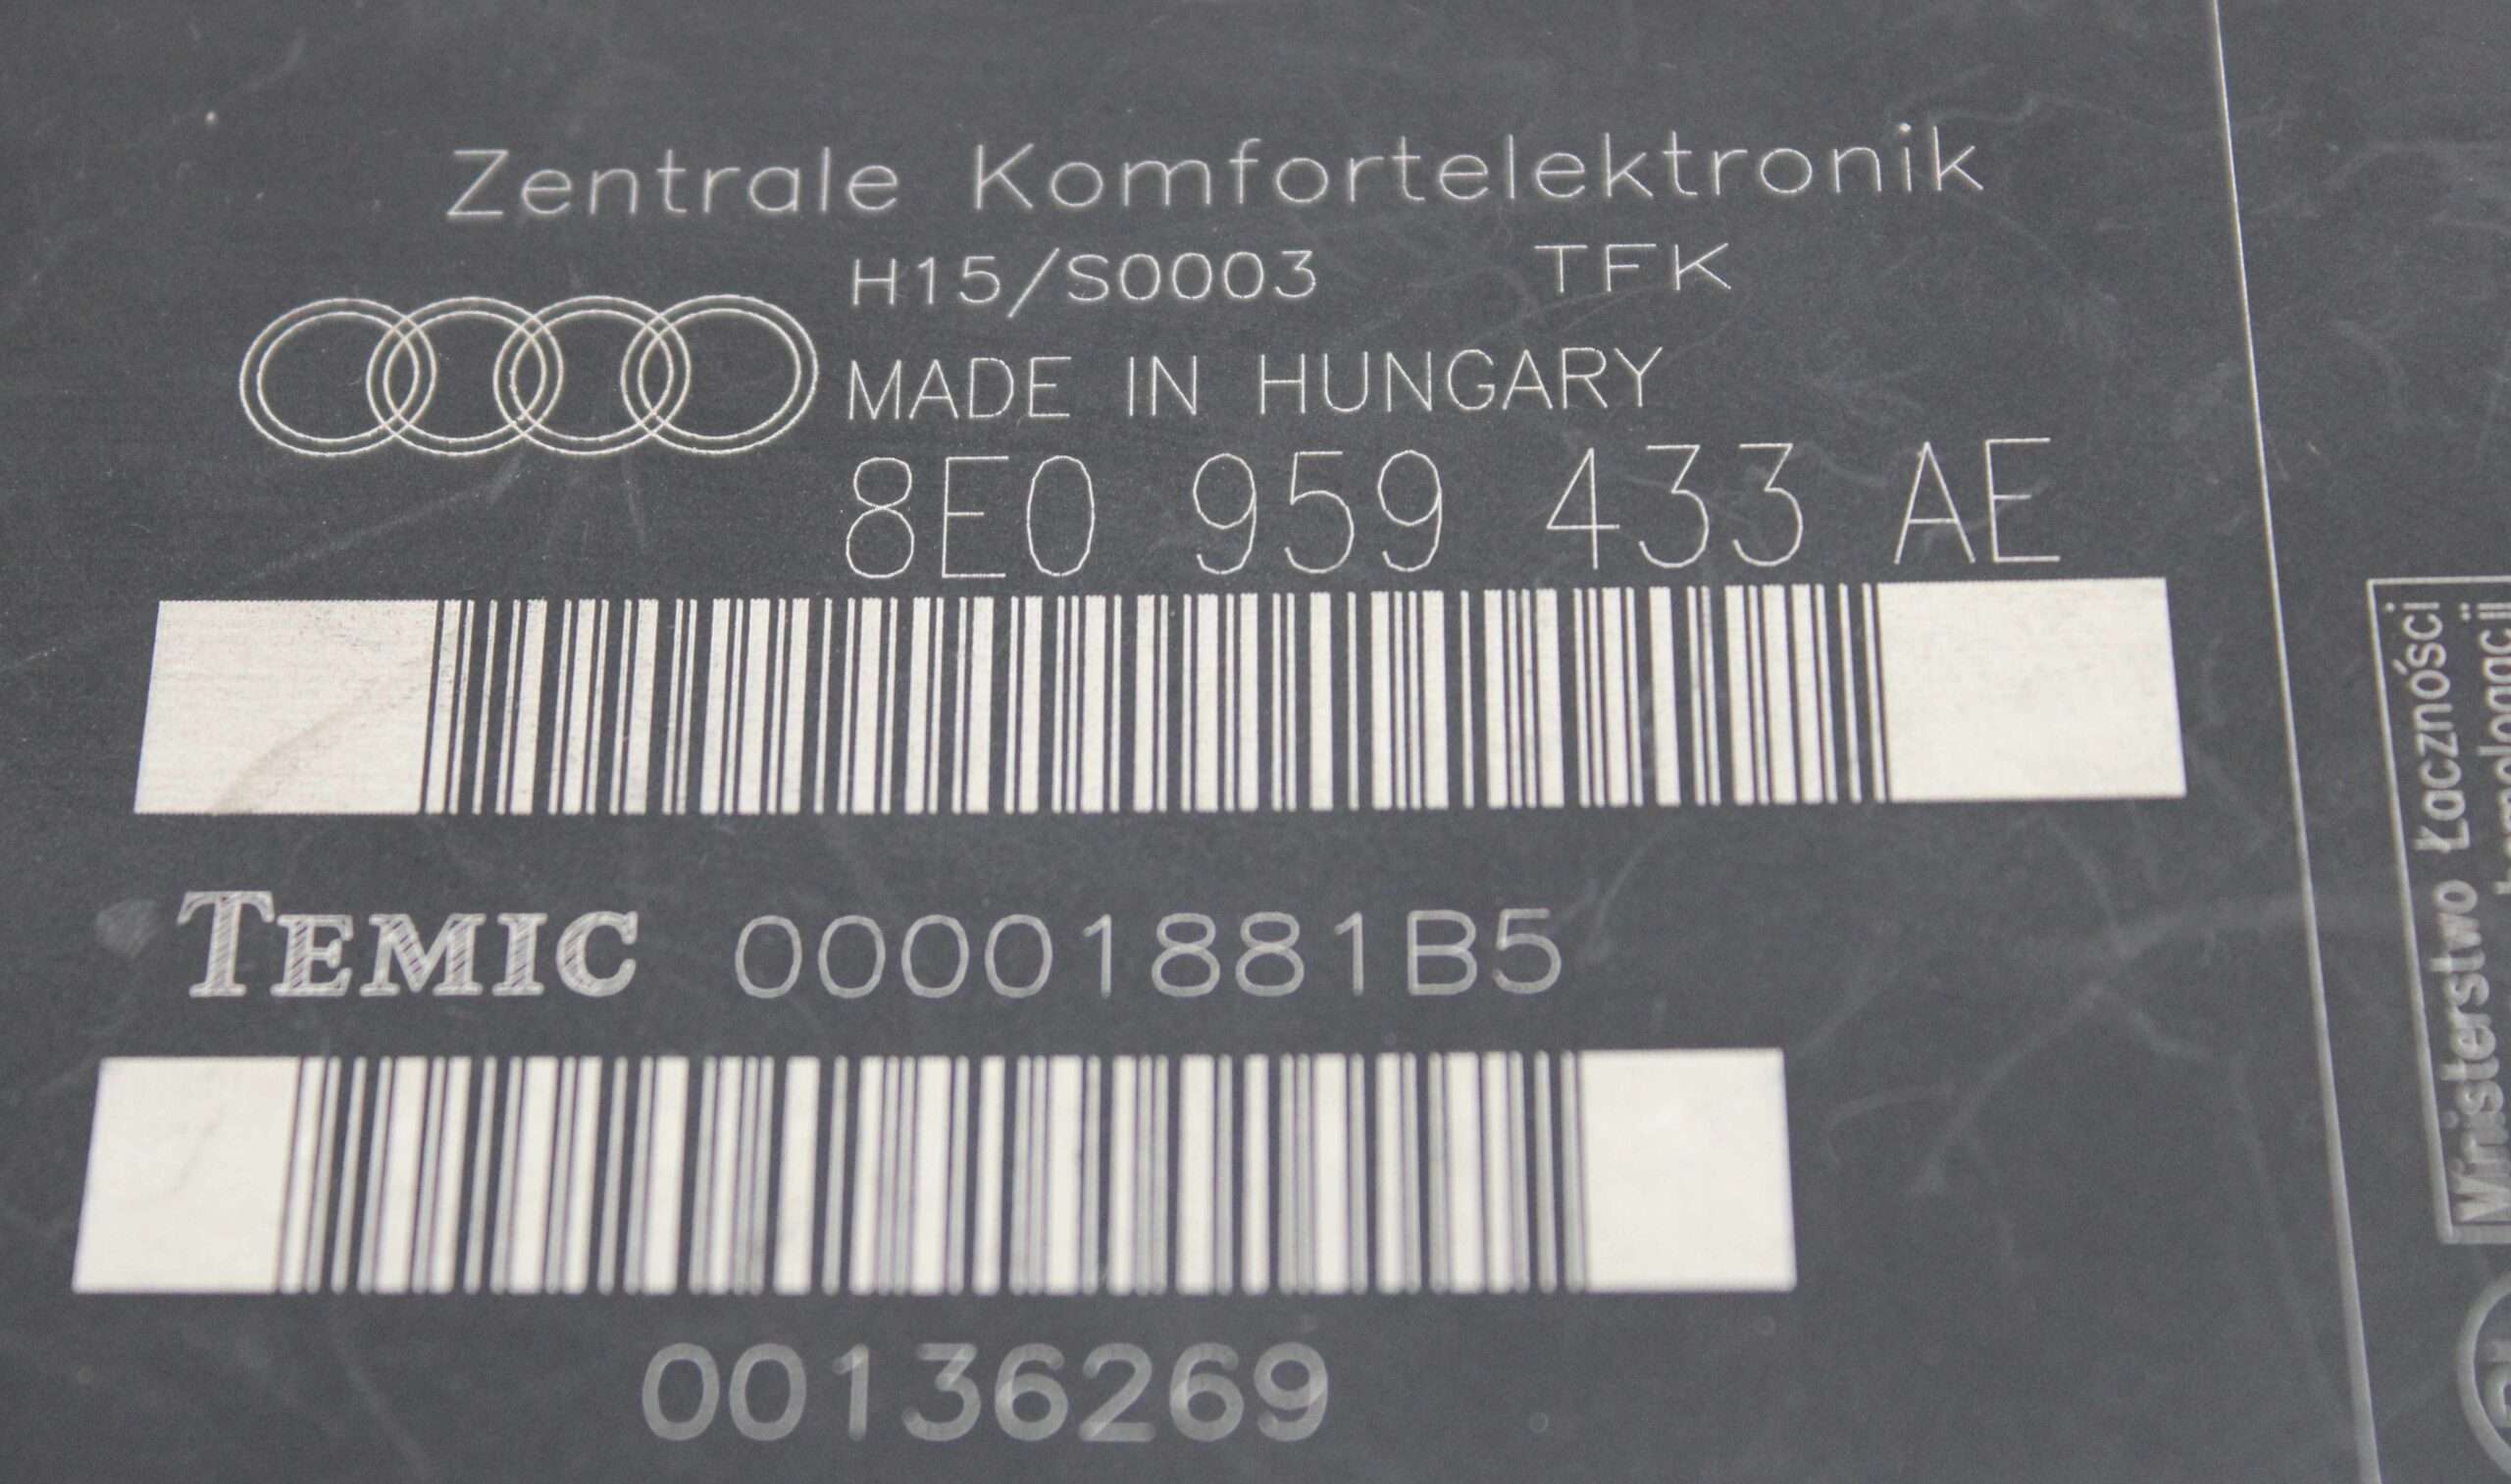 Zentrale Komfortelektronik
H15/S0003 TFK
MADE IN HUNGARY
8E0 959 433 AE
TEMIC 00001881B5
00136269
Ministerstwo Łączności